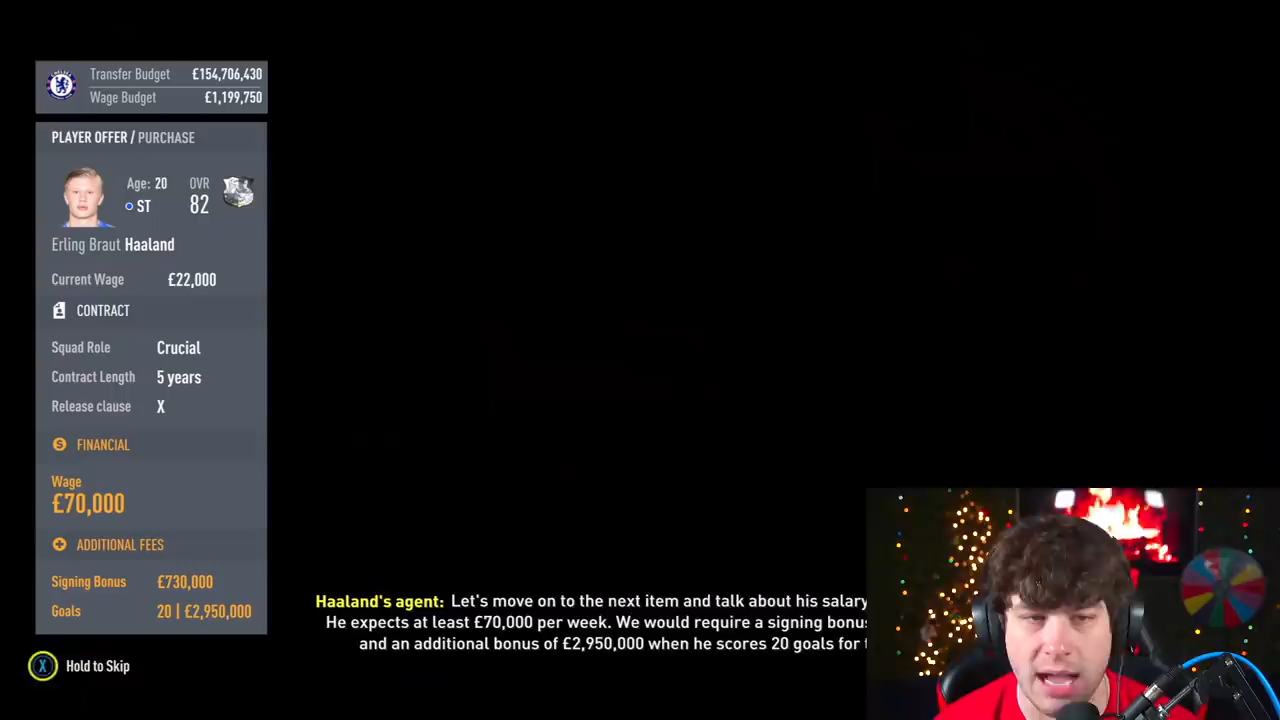 Transfer Budget £154,706,430
Wage Budget £1,199,750
PLAYER OFFER / PURCHASE
Age: 20 OVR
ST 82
Erling Braut Haaland
Current Wage £22,000
CONTRACT
Squad Role Crucial
Contract Length 5 years
Release clause X
FINANCIAL
Wage
£70,000
ADDITIONAL FEES
Signing Bonus £730,000
Goals 20 | £2,950,000
Haaland's agent: Let's move on to the next item and talk about his salary
He expects at least £70,000 per week. We would require a signing bonus
and an additional bonus of £2,950,000 when he scores 20 goals for
X Hold to Skip